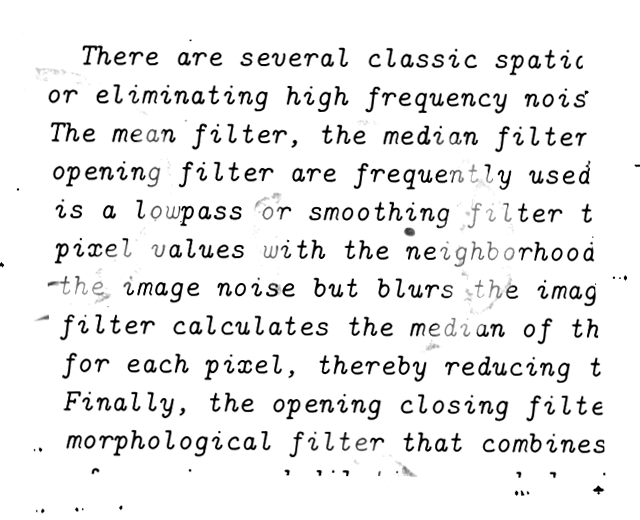 There are several classic spatic
or eliminating high frequency nois
The mean filter, the median filter
opening filter are frequently used
is a lowpass or smoothing filter t
pixel values with the neighborhood
the image noise but blurs the imag
filter calculates the median of th
for each pixel, thereby reducing t
Finally, the opening closing filte
morphological filter that combines